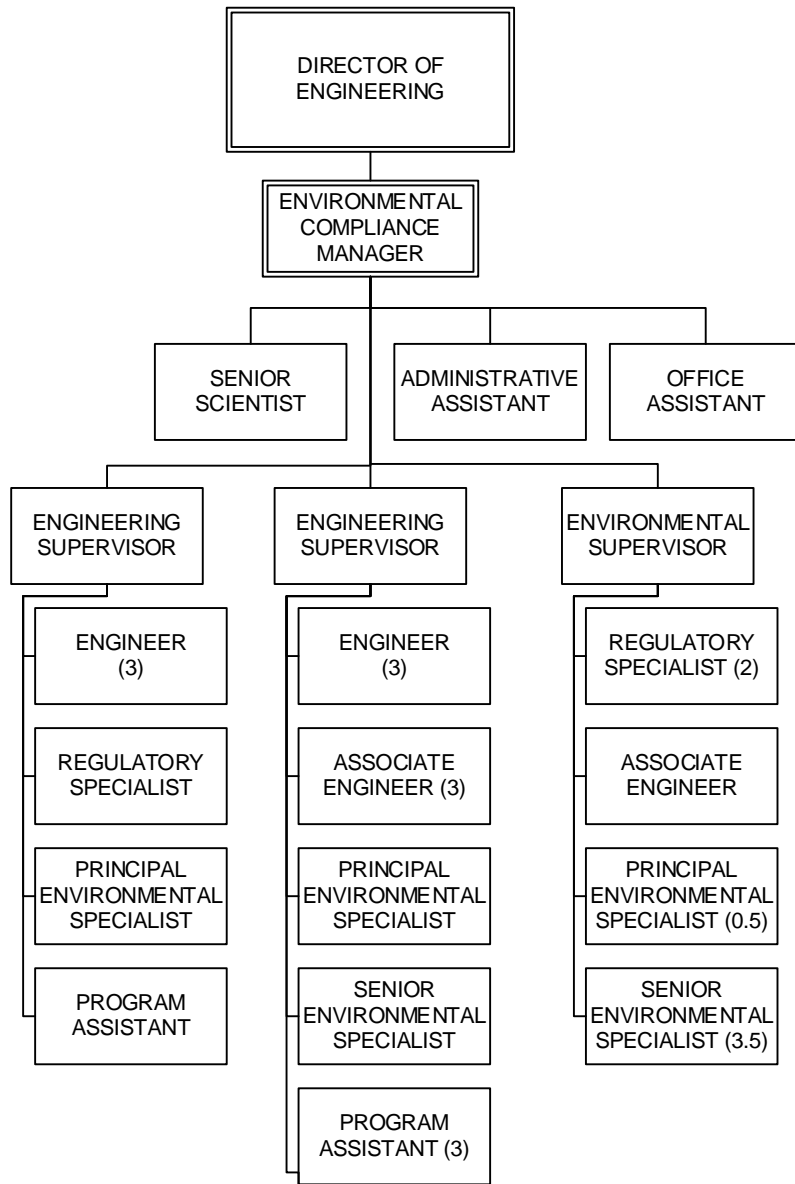 DIRECTOR OF
ENGINEERING
ENVIRONMENTAL
COMPLIANCE
MANAGER
SENIOR
SCIENTIST
ADMINISTRATIVE
ASSISTANT
OFFICE
ASSISTANT
ENGINEERING
SUPERVISOR
ENGINEER
(3)
REGULATORY
SPECIALIST
PRINCIPAL
ENVIRONMENTAL
SPECIALIST
PROGRAM
ASSISTANT
ENGINEERING
SUPERVISOR
ENGINEER
(3)
ASSOCIATE
ENGINEER (3)
PRINCIPAL
ENVIRONMENTAL
SPECIALIST
SENIOR
ENVIRONMENTAL
SPECIALIST
PROGRAM
ASSISTANT (3)
ENVIRONMENTAL
SUPERVISOR
REGULATORY
SPECIALIST (2)
ASSOCIATE
ENGINEER
PRINCIPAL
ENVIRONMENTAL
SPECIALIST (0.5)
SENIOR
ENVIRONMENTAL
SPECIALIST (3.5)